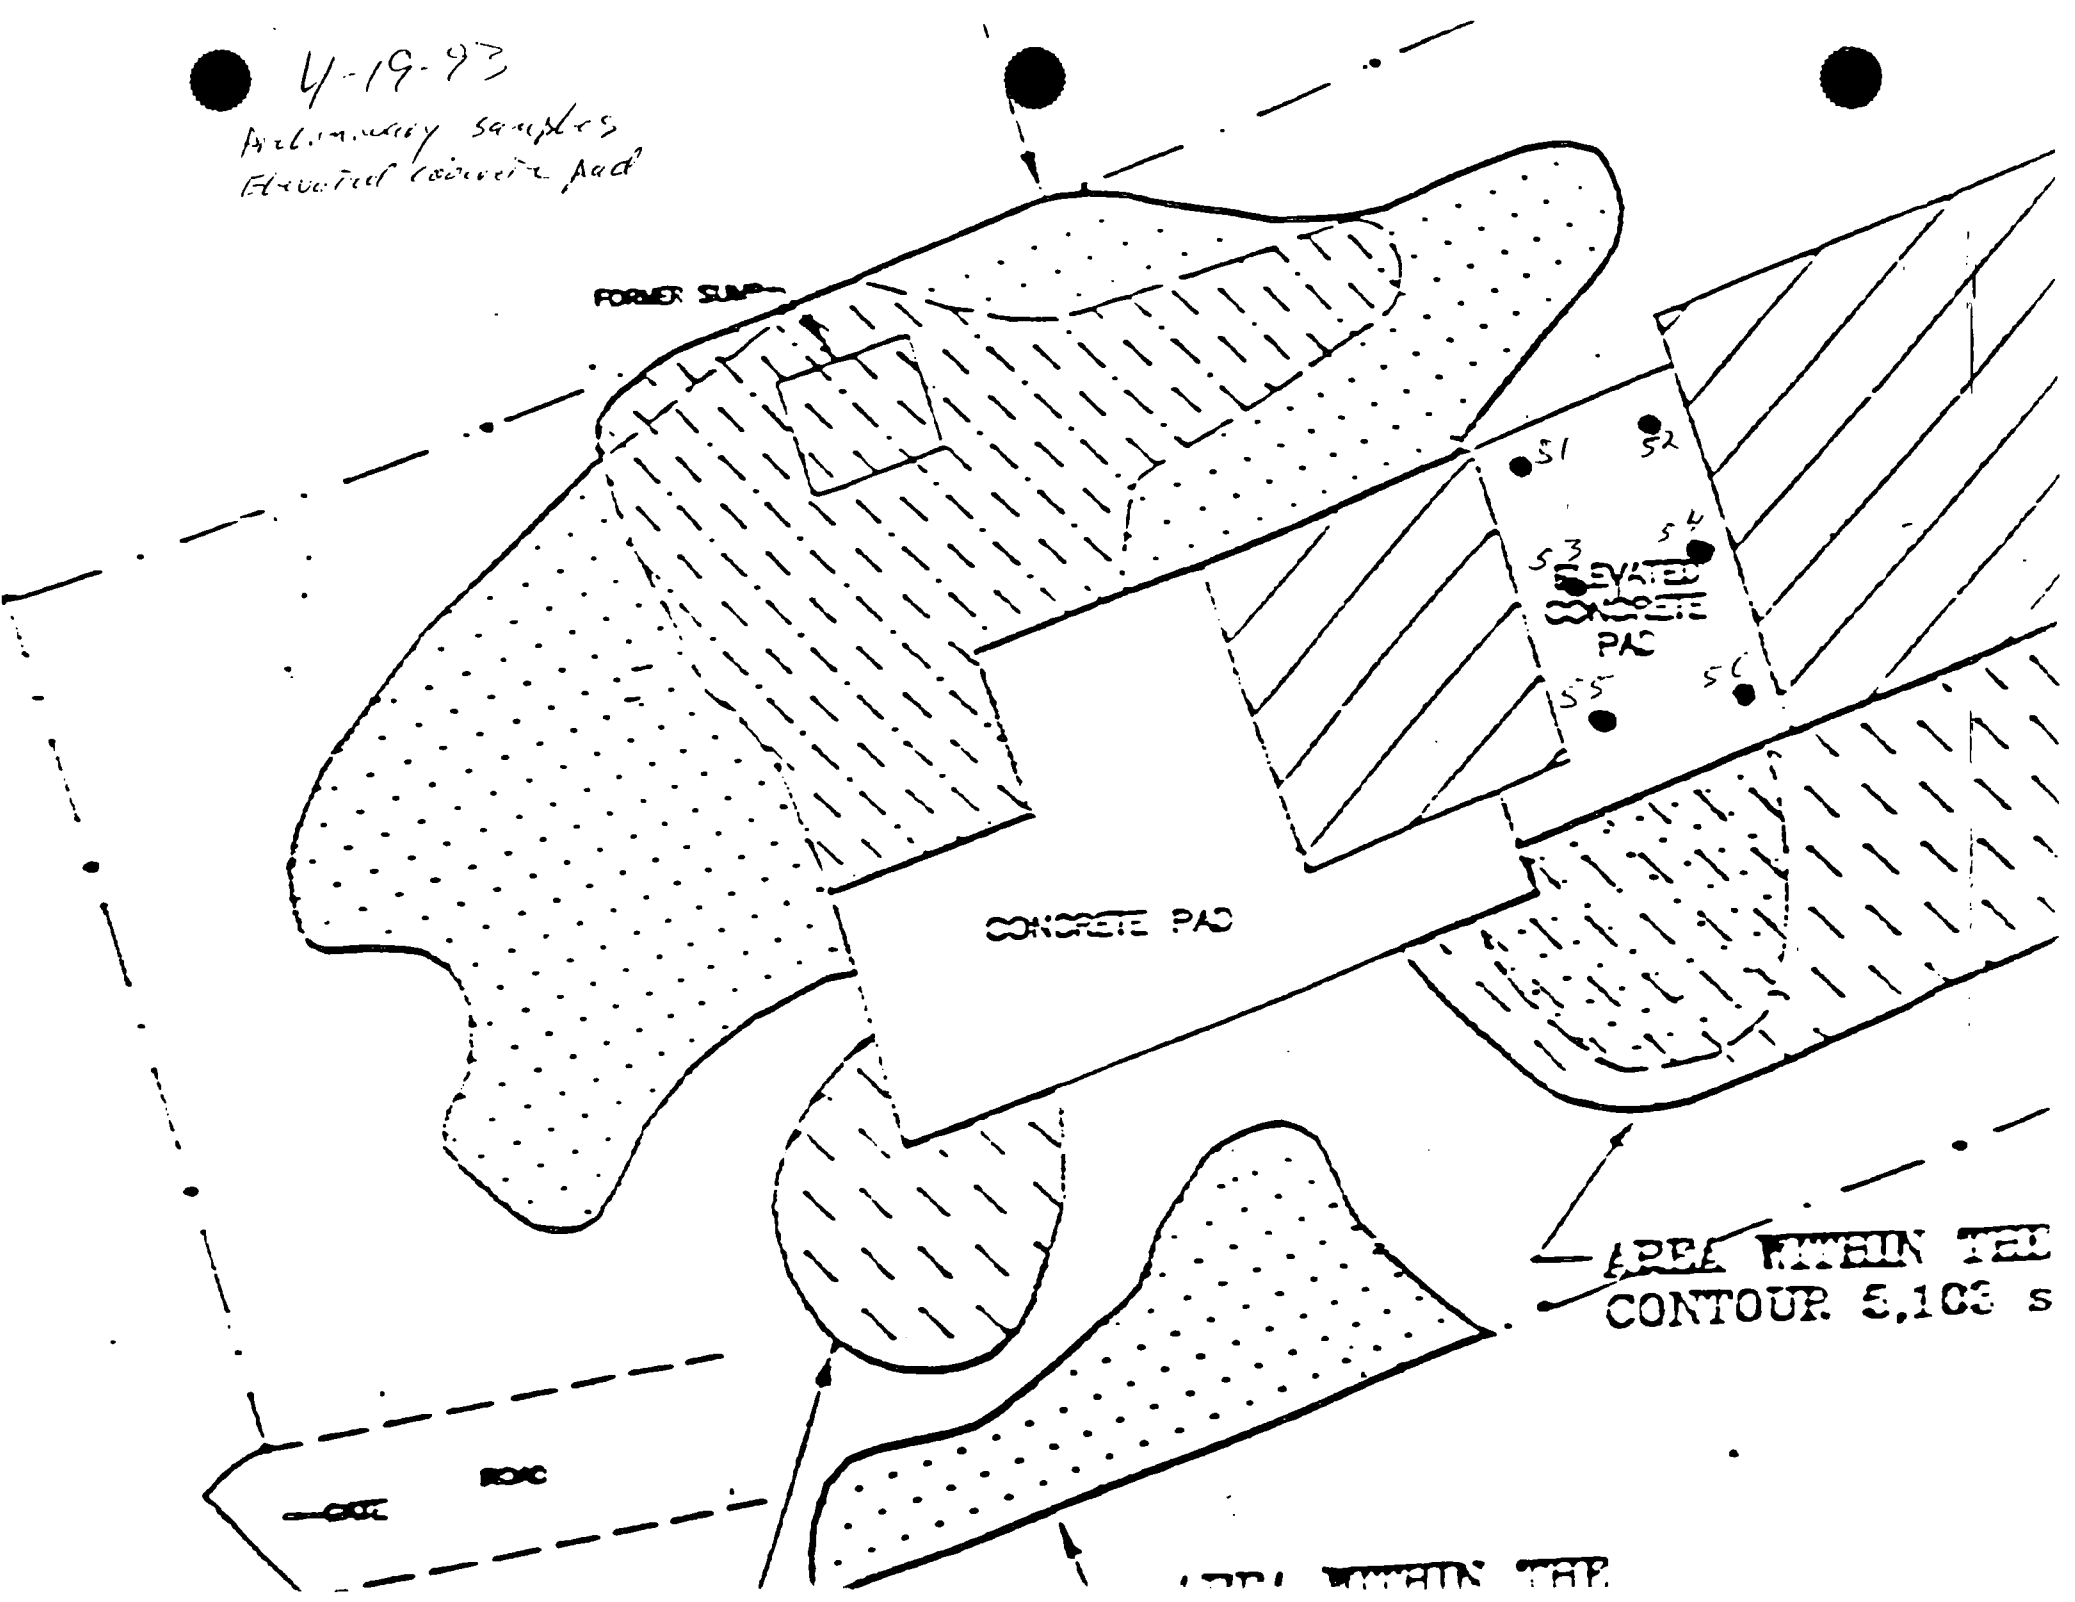 4-19-93
Preliminary samples
Elevated concrete pad
FORMER SUMP
S1
S2
S3
S4
ELEVATED
CONCRETE
PAD
S5
S6
CONCRETE PAD
AREA WITHIN THE
CONTOUR 5,103 s
ROAD
GATE
AREA WITHIN THE